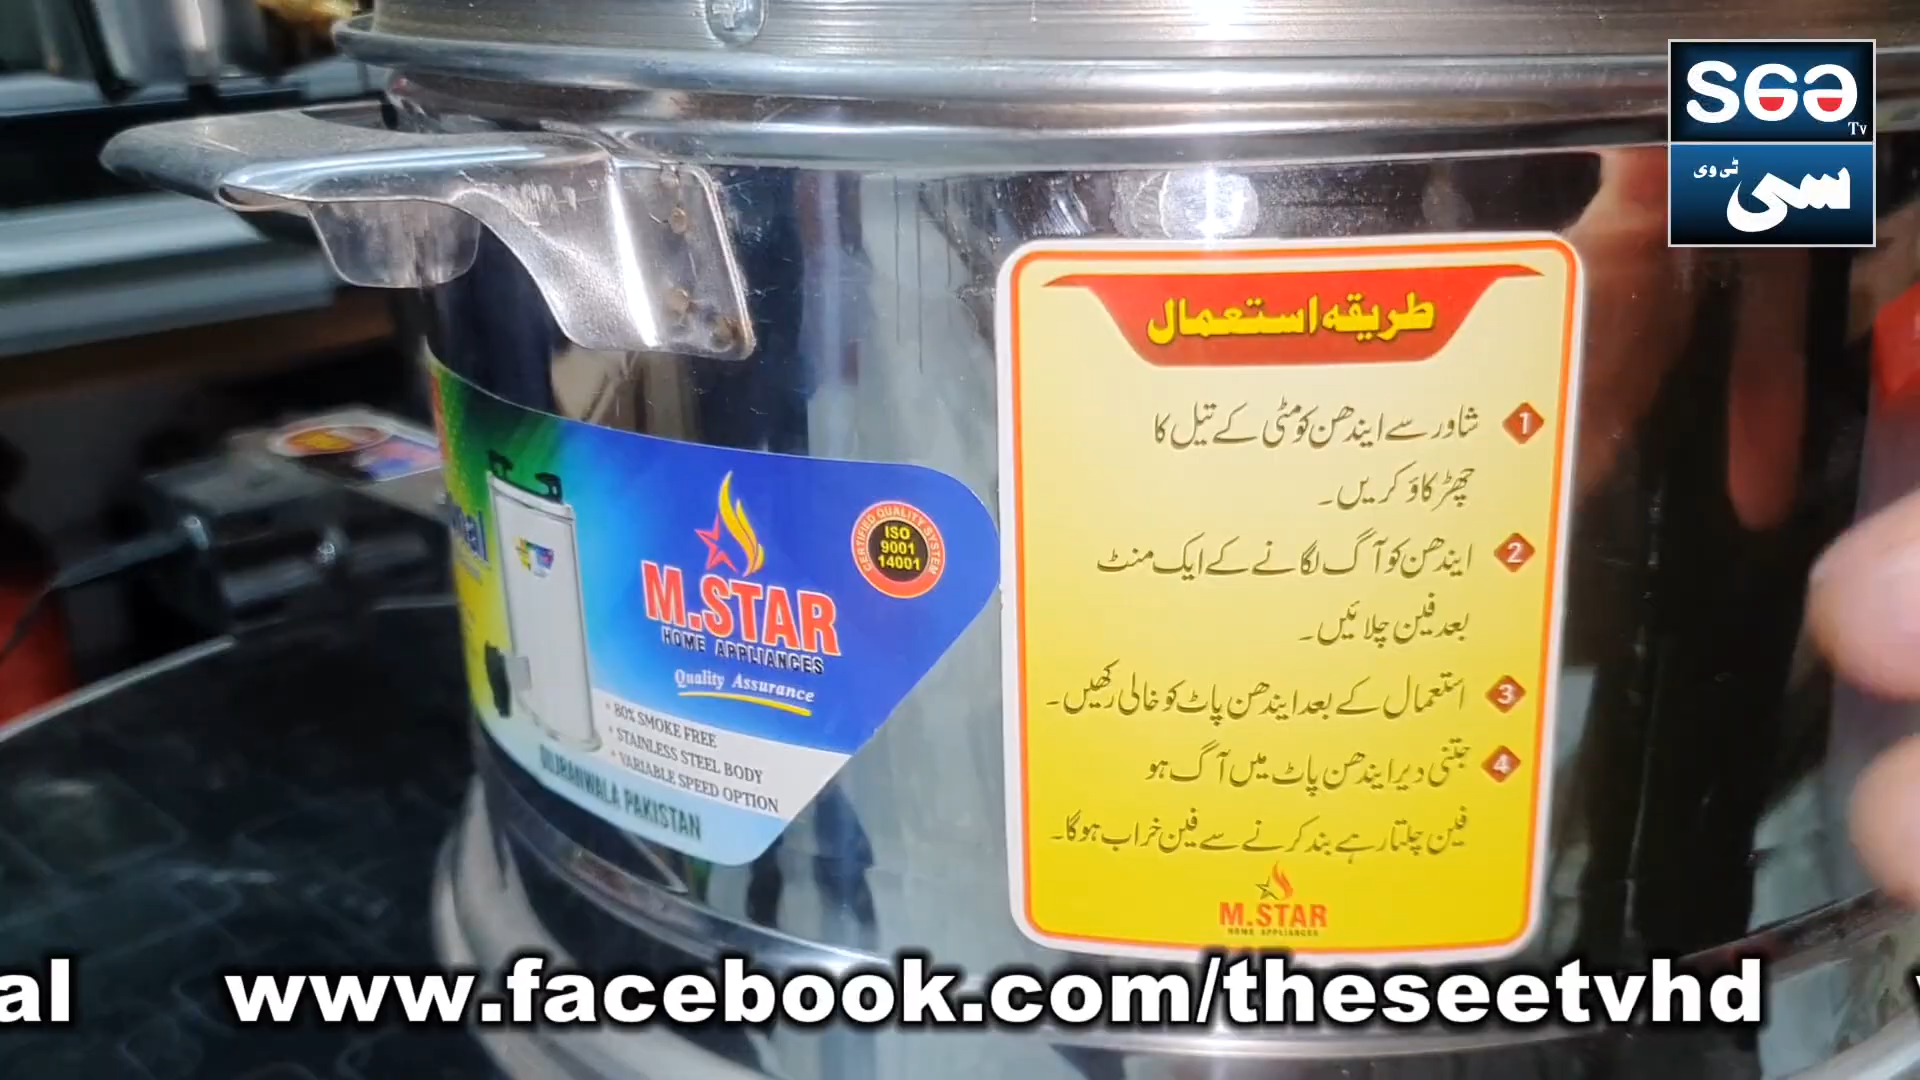 see
Tv
سی
ٹی وی
طریقہ استعمال
1 شاور سے ایندھن کو مٹی کے تیل کا
چھڑکاؤ کریں۔
2 ایندھن کو آگ لگانے کے ایک منٹ
بعد فین چلائیں۔
3 استعمال کے بعد ایندھن پاٹ کو خالی رکھیں۔
4 جتنی دیر ایندھن پاٹ میں آگ ہو
فین چلتا رہے بند کرنے سے فین خراب ہوگا۔
M.STAR
HOME APPLIANCES
M.STAR
HOME APPLIANCES
Quality Assurance
CERTIFIED QUALITY SYSTEM
ISO
9001
14001
• 80% SMOKE FREE
• STAINLESS STEEL BODY
• VARIABLE SPEED OPTION
PAKISTAN
al www.facebook.com/theseetvhd